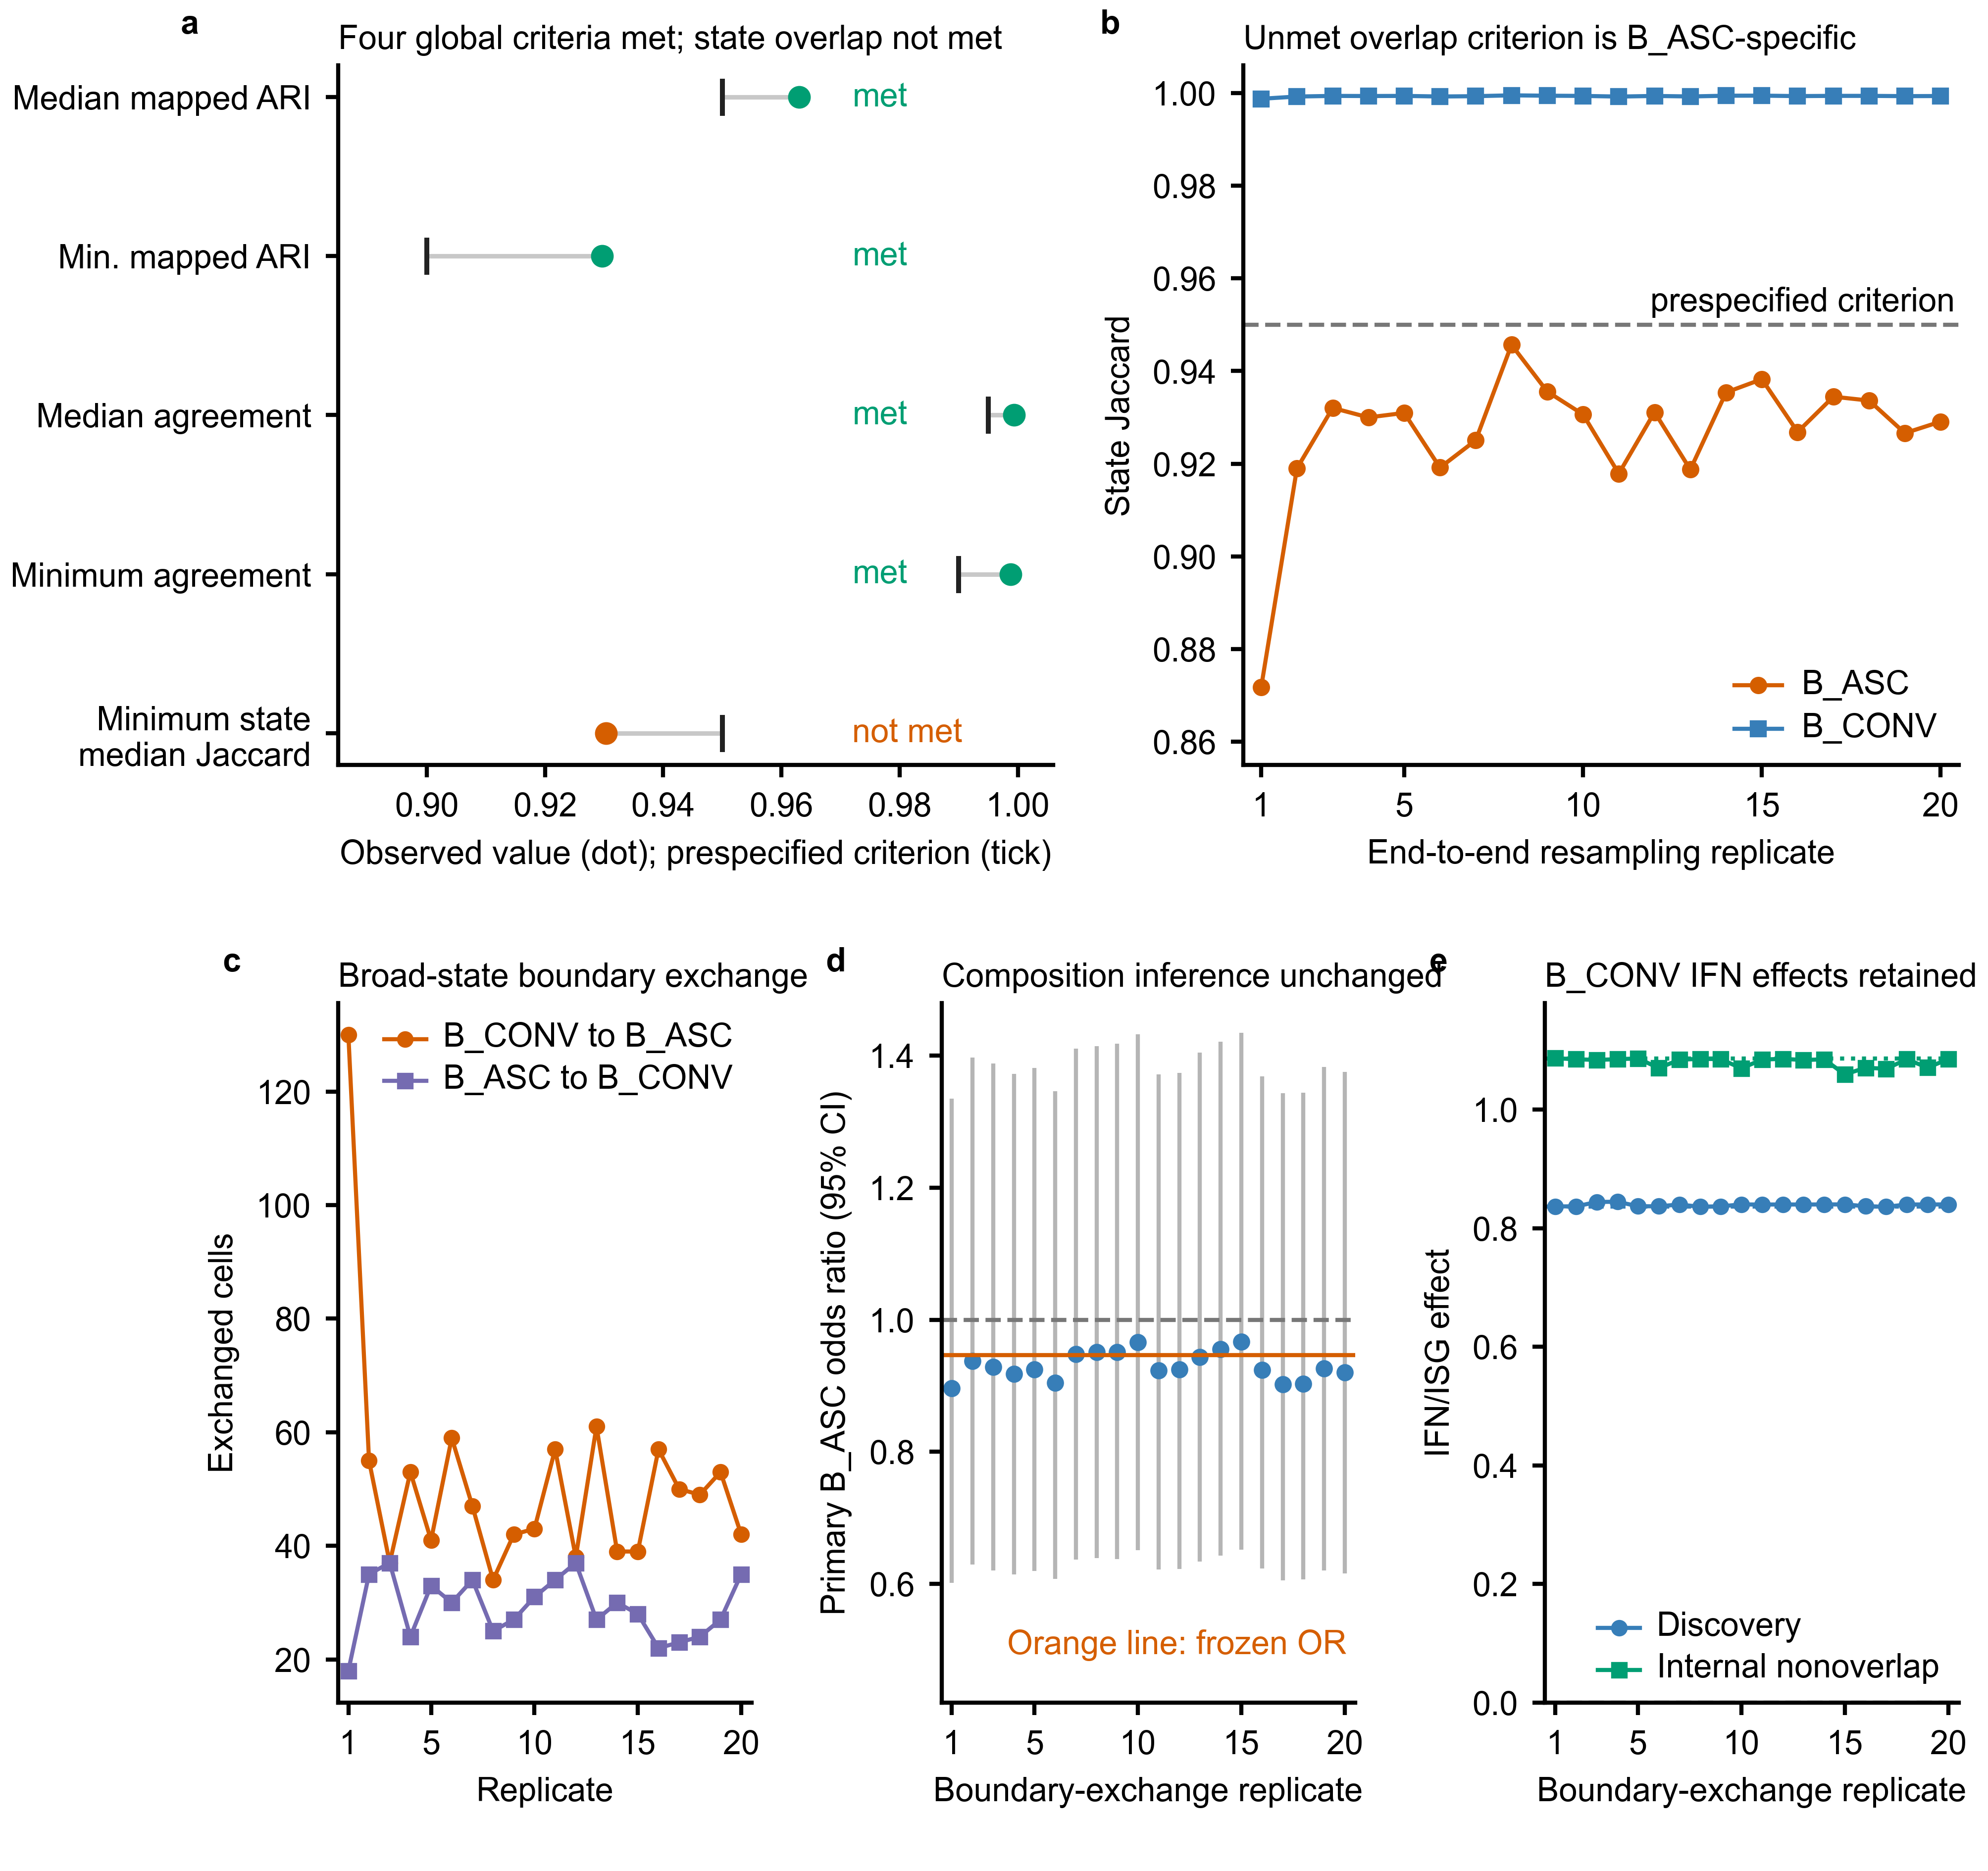 a
Four global criteria met; state overlap not met
Median mapped ARI
met
Min. mapped ARI
met
Median agreement
met
Minimum agreement
met
Minimum state
median Jaccard
not met
0.90 0.92 0.94 0.96 0.98 1.00
Observed value (dot); prespecified criterion (tick)
b
Unmet overlap criterion is B_ASC-specific
1.00
0.98
0.96
prespecified criterion
0.94
0.92
0.90
0.88
0.86
State Jaccard
B_ASC
B_CONV
1 5 10 15 20
End-to-end resampling replicate
c
Broad-state boundary exchange
B_CONV to B_ASC
B_ASC to B_CONV
120
100
80
60
40
20
Exchanged cells
1 5 10 15 20
Replicate
d
Composition inference unchanged
1.4
1.2
1.0
0.8
0.6
Primary B_ASC odds ratio (95% CI)
Orange line: frozen OR
1 5 10 15 20
Boundary-exchange replicate
e
B_CONV IFN effects retained
1.0
0.8
0.6
0.4
0.2
0.0
IFN/ISG effect
Discovery
Internal nonoverlap
1 5 10 15 20
Boundary-exchange replicate